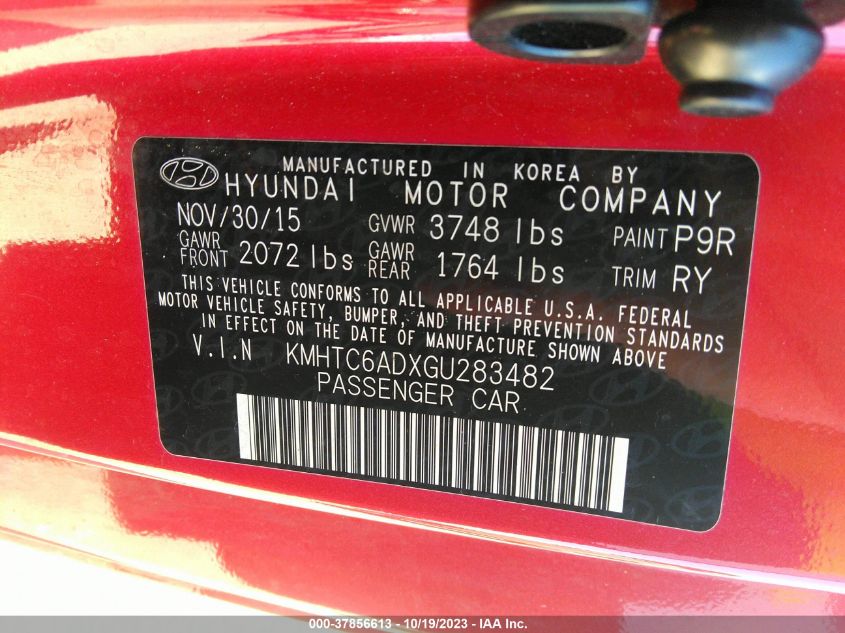 MANUFACTURED IN KOREA BY
HYUNDAI MOTOR COMPANY
NOV/30/15 GVWR 3748 lbs PAINT P9R
GAWR FRONT 2072 lbs GAWR REAR 1764 lbs TRIM RY
THIS VEHICLE CONFORMS TO ALL APPLICABLE U.S.A. FEDERAL
MOTOR VEHICLE SAFETY, BUMPER, AND THEFT PREVENTION STANDARDS
IN EFFECT ON THE DATE OF MANUFACTURE SHOWN ABOVE
V.I.N KMHTC6ADXGU283482
PASSENGER CAR
000-37856613 - 10/19/2023 - IAA Inc.